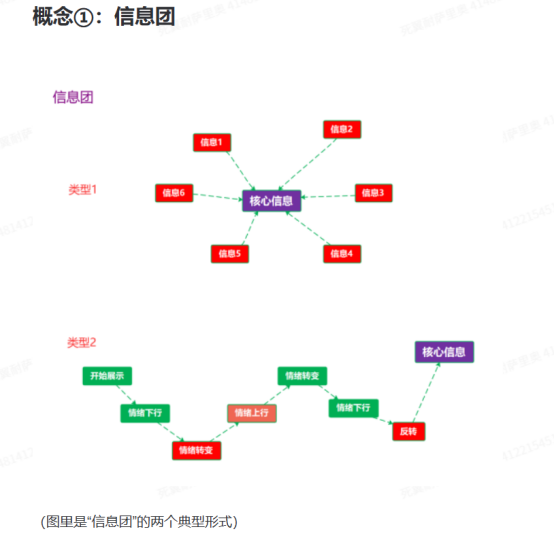 概念①：信息团
信息团
信息2
信息1
类型1
信息6
核心信息
信息3
信息5
信息4
类型2
核心信息
开始展示
情绪转变
情绪下行
情绪上行
情绪下行
反转
情绪转变
（图里是“信息团”的两个典型形式）